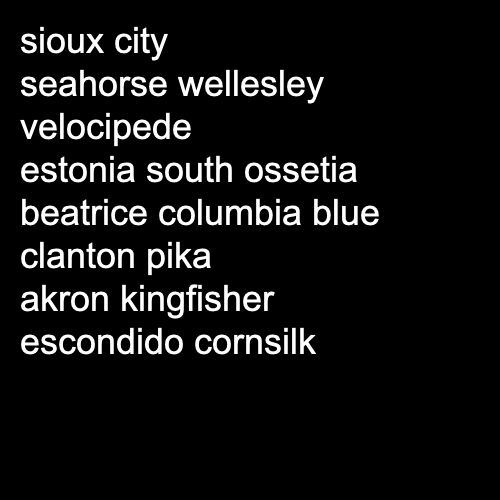 sioux city
seahorse wellesley
velocipede
estonia south ossetia
beatrice columbia blue
clanton pika
akron kingfisher
escondido cornsilk